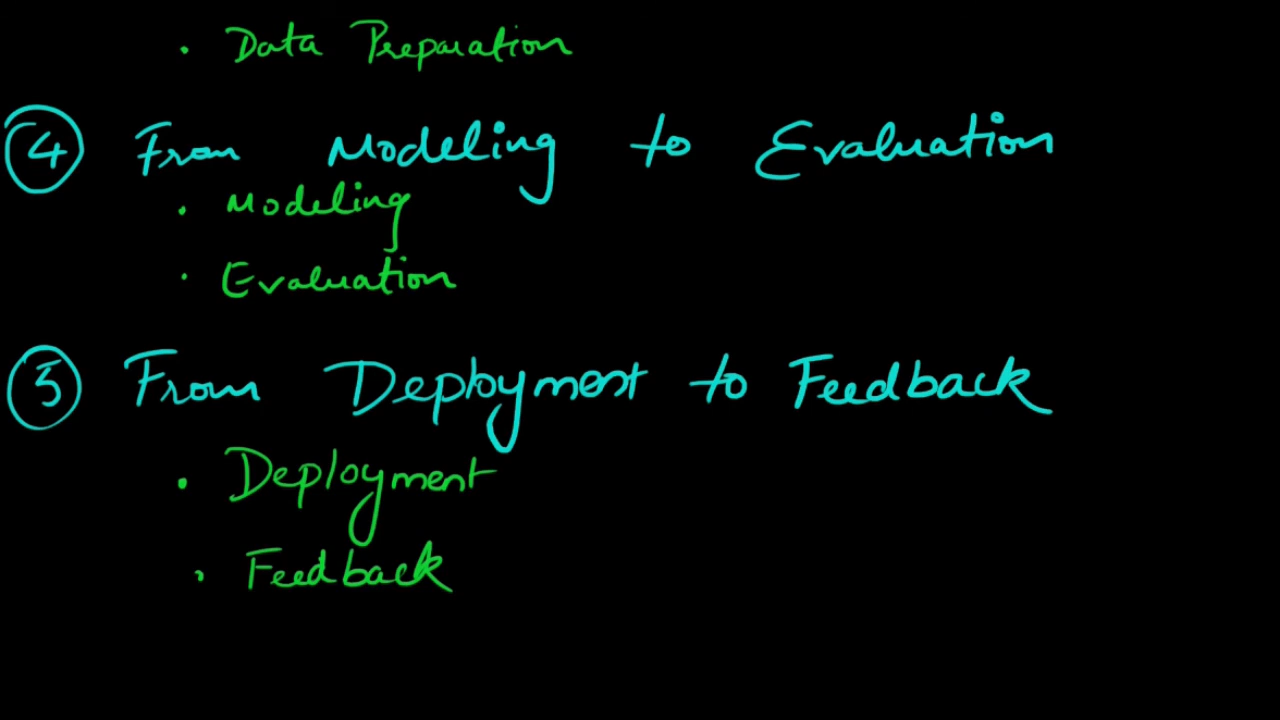 • Data Preparation
④ From Modeling to Evaluation
• Modeling
• Evaluation
⑤ From Deployment to Feedback
• Deployment
• Feedback